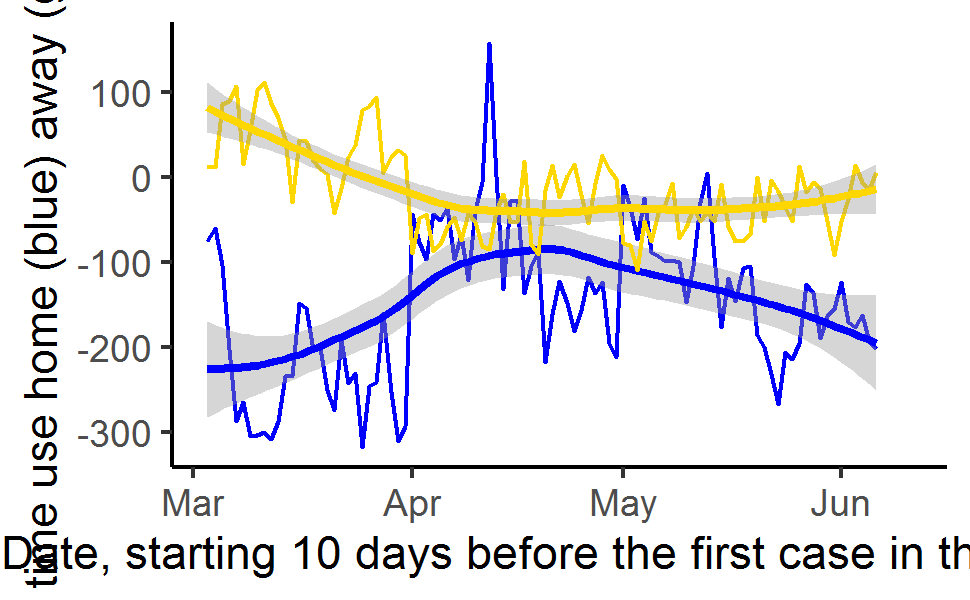 time use home (blue) away (
100
0
-100
-200
-300
Mar Apr May Jun
Date, starting 10 days before the first case in th